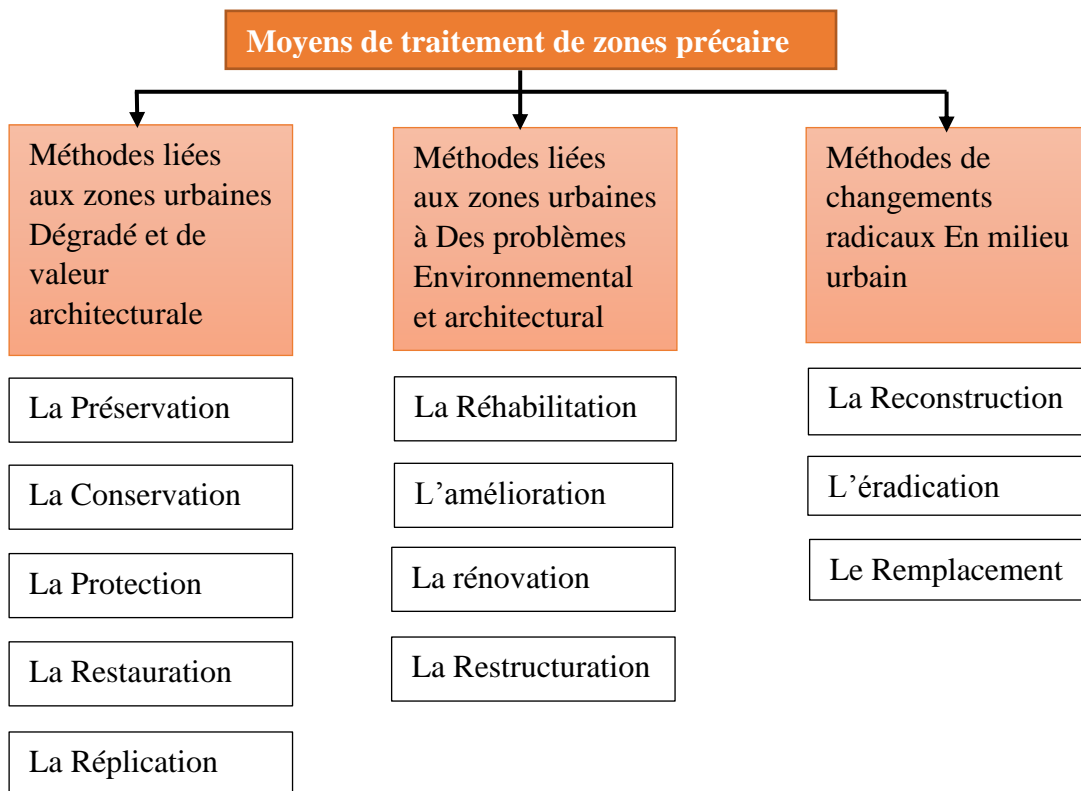 Moyens de traitement de zones précaire
Méthodes liées
aux zones urbaines
Dégradé et de
valeur
architecturale
La Préservation
La Conservation
La Protection
La Restauration
La Réplication
Méthodes liées
aux zones urbaines
à Des problèmes
Environnemental
et architectural
La Réhabilitation
L’amélioration
La rénovation
La Restructuration
Méthodes de
changements
radicaux En milieu
urbain
La Reconstruction
L’éradication
Le Remplacement